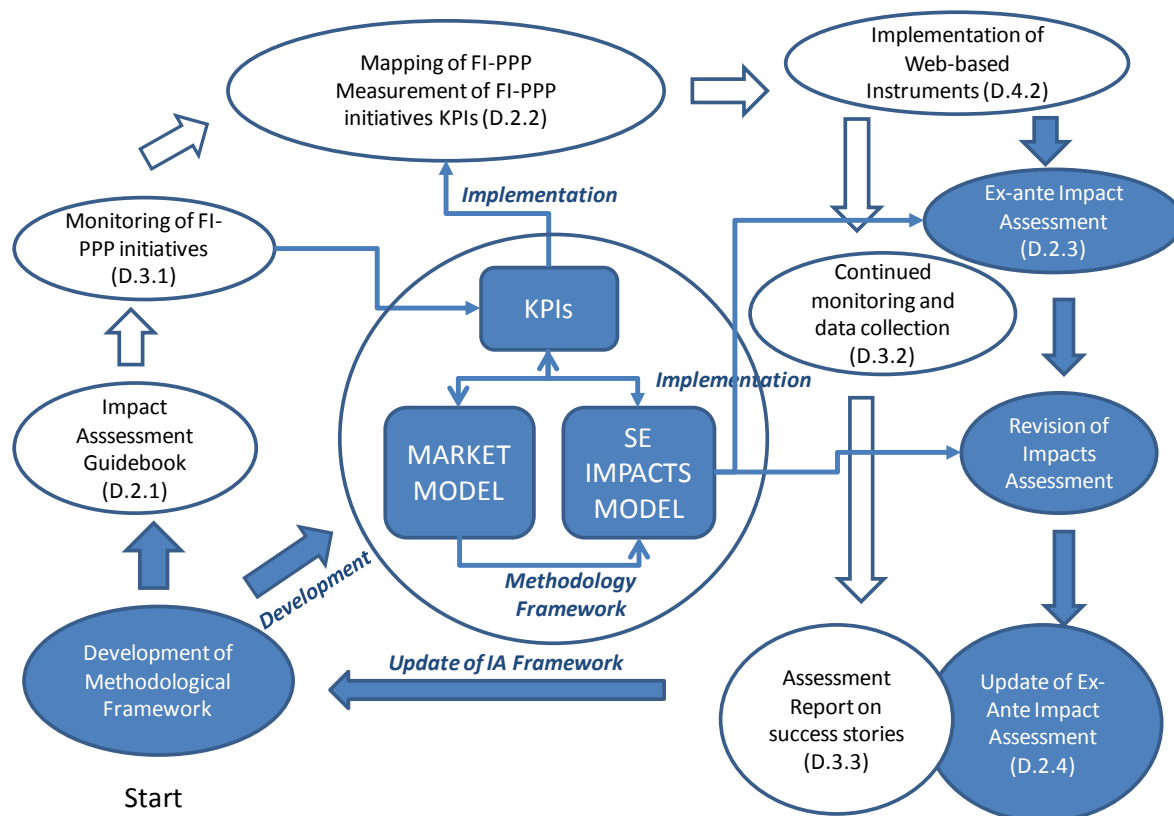 Mapping of FI-PPP
Measurement of FI-PPP
initiatives KPIs (D.2.2)
Implementation of
Web-based
Instruments (D.4.2)
Implementation
Ex-ante Impact
Assessment
(D.2.3)
Monitoring of FI-
PPP initiatives
(D.3.1)
Continued
monitoring and
data collection
(D.3.2)
KPIs
Implementation
Impact
Asssessment
Guidebook
(D.2.1)
MARKET
MODEL
SE
IMPACTS
MODEL
Revision of
Impacts
Assessment
Methodology
Framework
Development
Development of
Methodological
Framework
Update of IA Framework
Assessment
Report on
success stories
(D.3.3)
Update of Ex-
Ante Impact
Assessment
(D.2.4)
Start